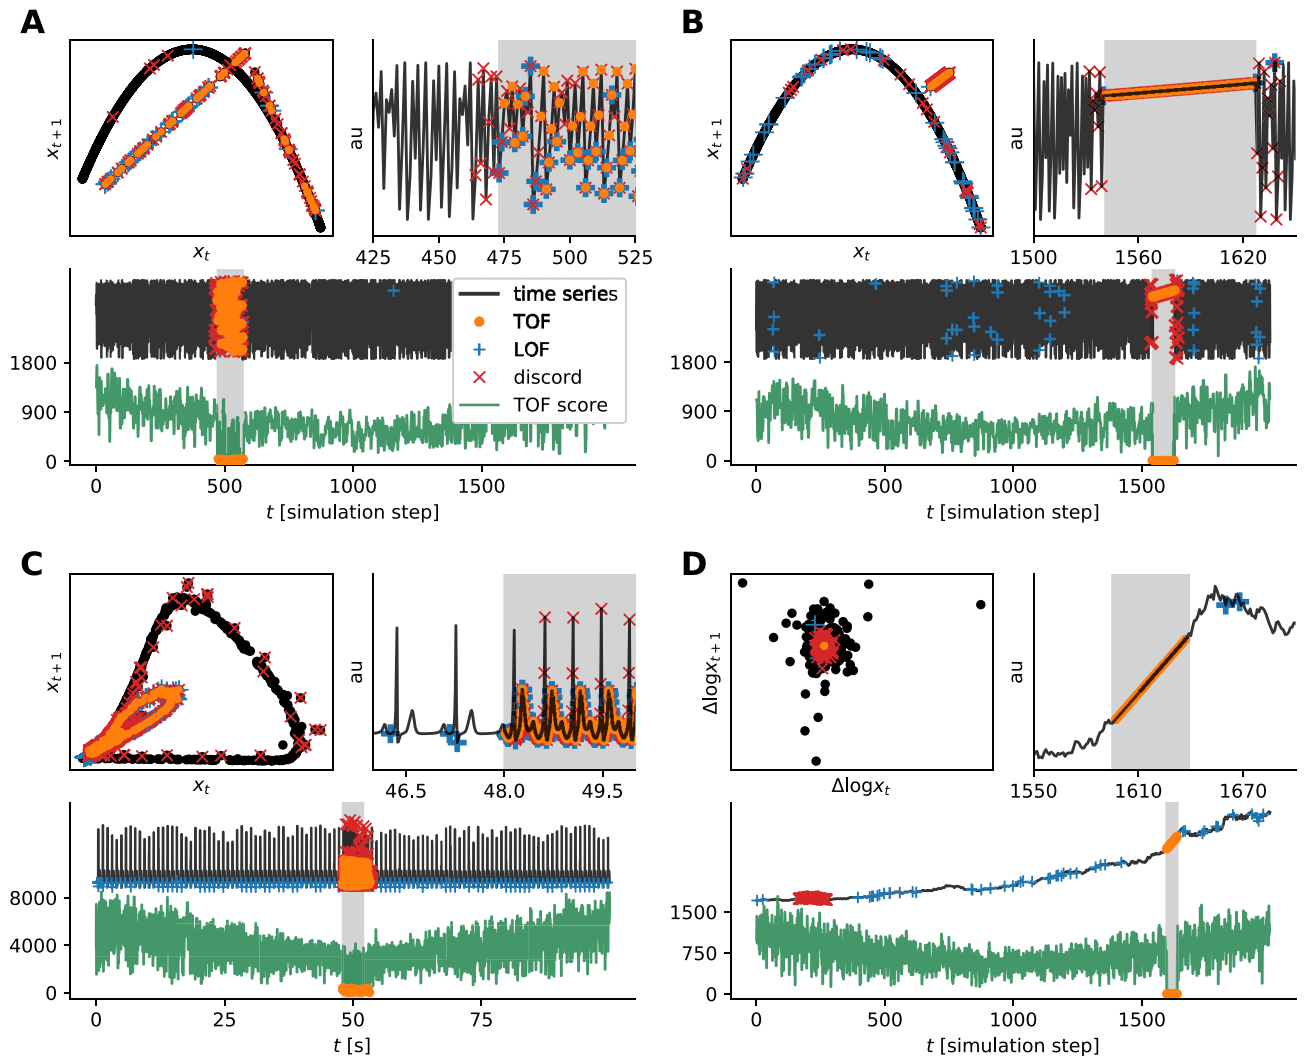 A
x_{t+1}
x_t
au
425 450 475 500 525
1800
900
0
0 500 1000 1500
t [simulation step]
time series
TOF
LOF
discord
TOF score
B
x_{t+1}
x_t
au
1500 1560 1620
1800
900
0
0 500 1000 1500
t [simulation step]
C
x_{t+1}
x_t
au
46.5 48.0 49.5
8000
4000
0
0 25 50 75
t [s]
D
Δlogx_{t+1}
Δlogx_t
au
1550 1610 1670
1500
750
0
0 500 1000 1500
t [simulation step]